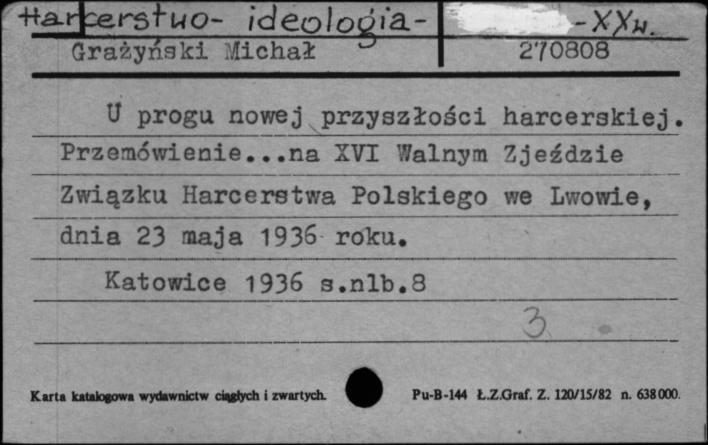 Harcerstwo- ideologia- -XXw.
Grażyński Michał 270808
U progu nowej przyszłości harcerskiej.
Przemówienie...na XVI Walnym Zjeździe
Związku Harcerstwa Polskiego we Lwowie,
dnia 23 maja 1936 roku.
Katowice 1936 s.nlb.8
3
Karta katalogowa wydawnictw ciągłych i zwartych. Pu-B-144 Ł.Z.Graf. Z. 120/15/82 n. 638000.